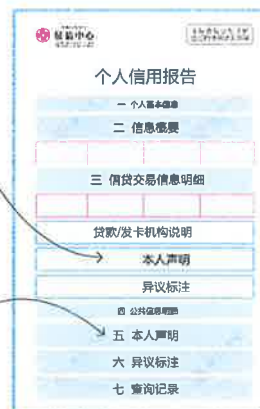 征信中心
个人信用报告
一 个人基本信息
二 信息概要
三 信贷交易信息明细
贷款/发卡机构说明
本人声明
异议标注
四 公共信息明细
五 本人声明
六 异议标注
七 查询记录